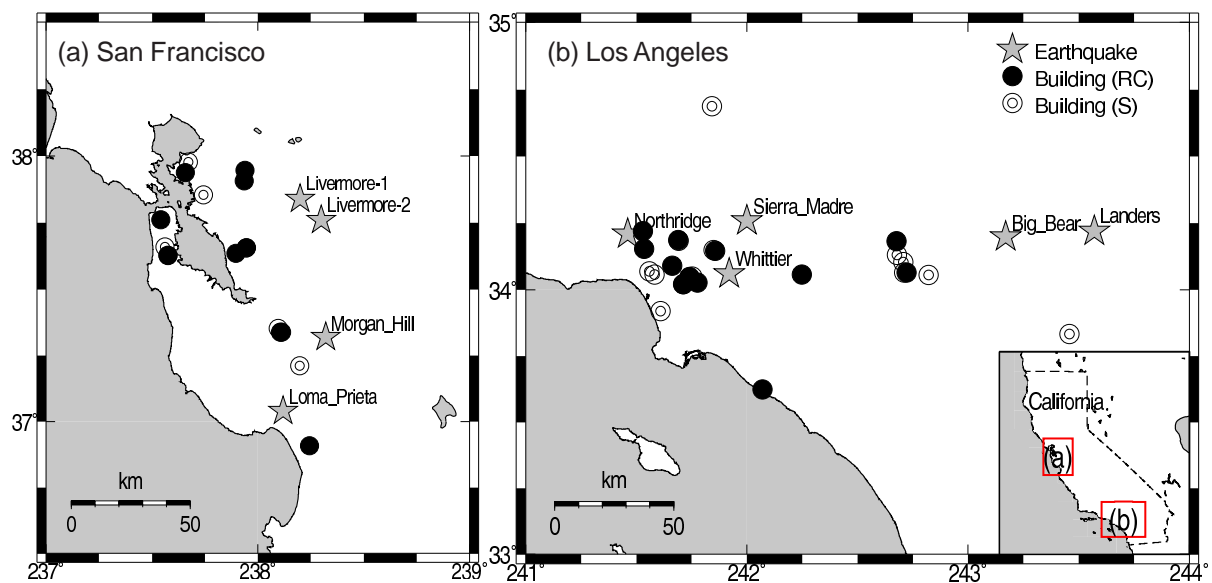 (a) San Francisco
38°
37°
237°
238°
239°
Livermore-1
Livermore-2
Morgan_Hill
Loma_Prieta
km
0 50
(b) Los Angeles
Earthquake
Building (RC)
Building (S)
35°
34°
33°
241°
242°
243°
244°
Northridge
Sierra_Madre
Whittier
Big_Bear
Landers
km
0 50
California
(a)
(b)